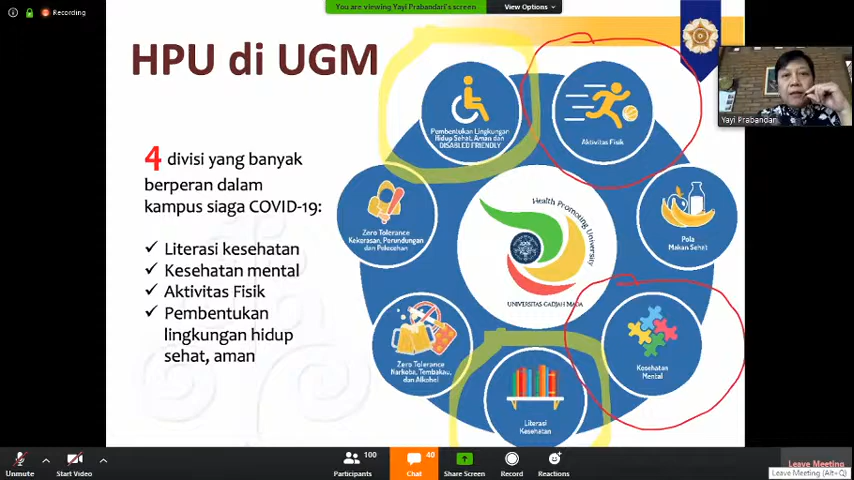 Recording
You are viewing Yayi Prabandari's screen
View Options
HPU di UGM
4 divisi yang banyak
berperan dalam
kampus siaga COVID-19:
✓ Literasi kesehatan
✓ Kesehatan mental
✓ Aktivitas Fisik
✓ Pembentukan
lingkungan hidup
sehat, aman
Pembentukan Lingkungan
Hidup Sehat, Aman dan
DISABLED FRIENDLY
Aktivitas Fisik
Zero Tolerance
Kekerasan, Perundungan
dan Pelecehan
Pola
Makan Sehat
Health Promoting University
UNIVERSITAS GADJAH MADA
Zero Tolerance
Narkoba, Tembakau,
dan Alkohol
Kesehatan
Mental
Literasi
Kesehatan
Yayi Prabandari
Unmute
Start Video
100
Participants
40
Chat
Share Screen
Record
Reactions
Leave Meeting
Leave Meeting (Alt+Q)